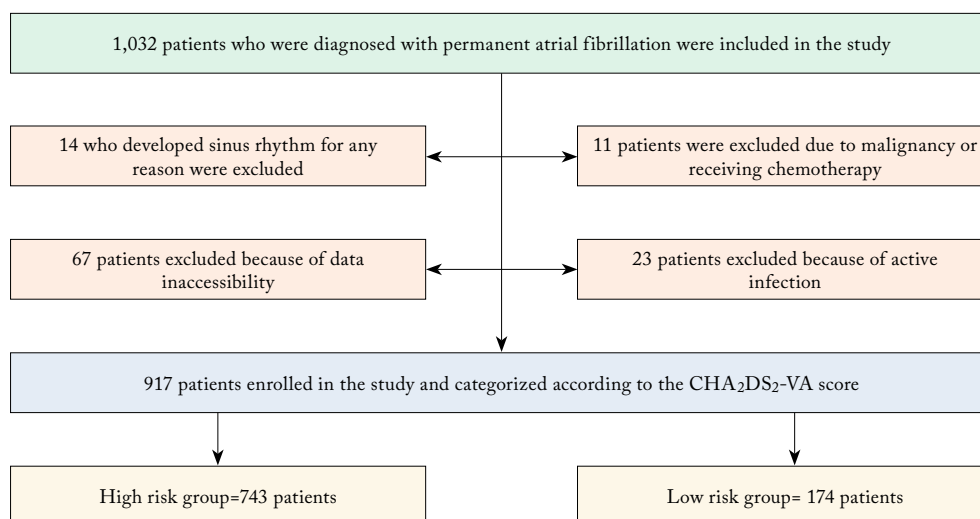 1,032 patients who were diagnosed with permanent atrial fibrillation were included in the study
14 who developed sinus rhythm for any
reason were excluded
11 patients were excluded due to malignancy or
receiving chemotherapy
67 patients excluded because of data
inaccessibility
23 patients excluded because of active
infection
917 patients enrolled in the study and categorized according to the CHA₂DS₂-VA score
High risk group=743 patients
Low risk group= 174 patients